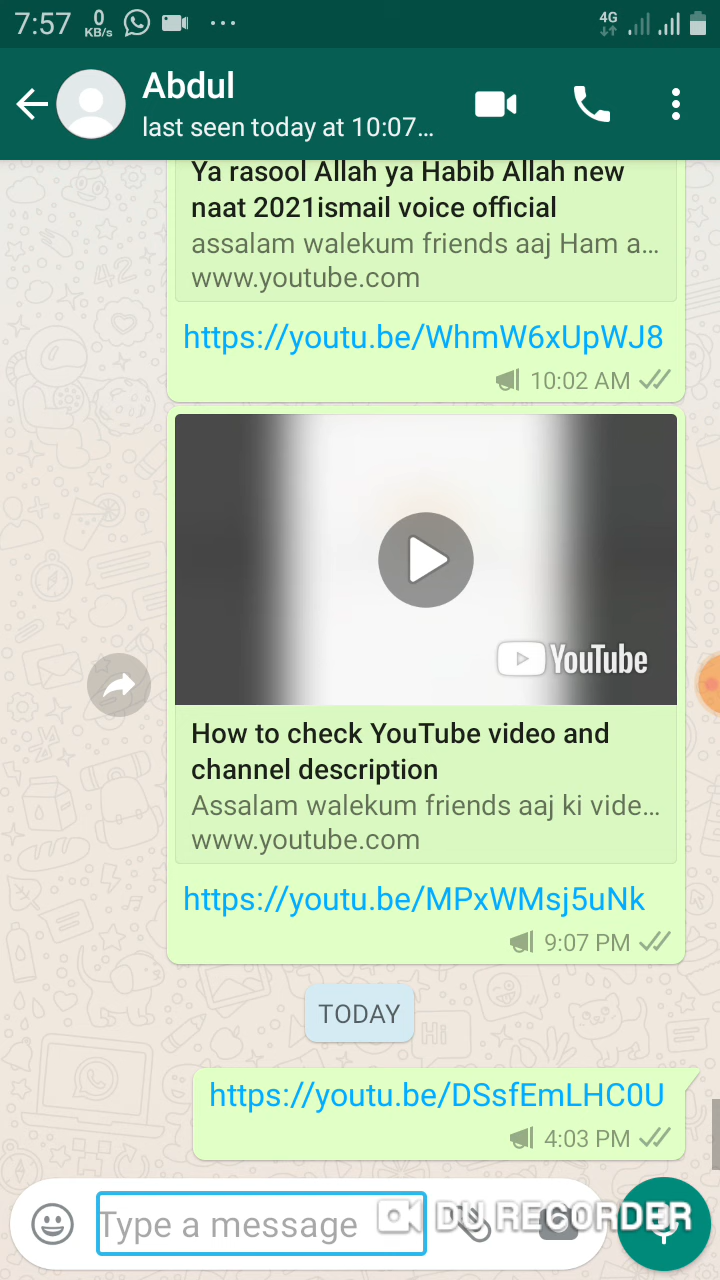 7:57 0 KB/s ... 4G
Abdul
last seen today at 10:07...
Ya rasool Allah ya Habib Allah new
naat 2021ismail voice official
assalam walekum friends aaj Ham a...
www.youtube.com
https://youtu.be/WhmW6xUpWJ8
10:02 AM
YouTube
How to check YouTube video and
channel description
Assalam walekum friends aaj ki vide...
www.youtube.com
https://youtu.be/MPxWMsj5uNk
9:07 PM
TODAY
https://youtu.be/DSsfEmLHC0U
4:03 PM
Type a message DU RECORDER